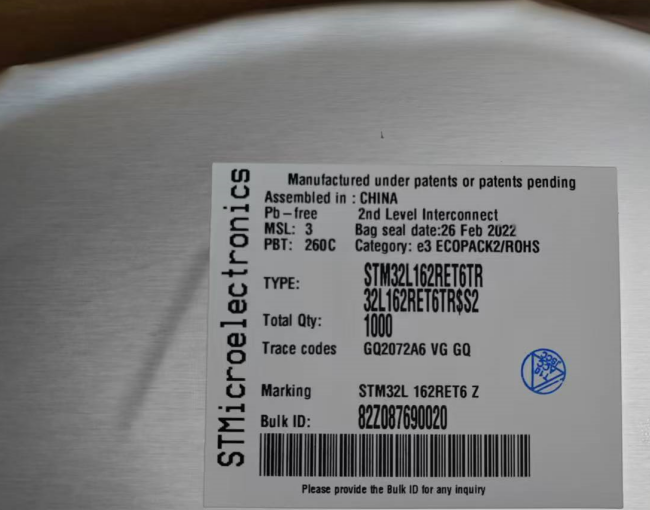 STMicroelectronics
Manufactured under patents or patents pending
Assembled in : CHINA
Pb-free 2nd Level Interconnect
MSL: 3 Bag seal date:26 Feb 2022
PBT: 260C Category: e3 ECOPACK2/ROHS
TYPE: STM32L162RET6TR
32L162RET6TR$S2
Total Qty: 1000
Trace codes GQ2072A6 VG GQ
Marking STM32L 162RET6 Z
Bulk ID: 82Z087690020
Please provide the Bulk ID for any inquiry